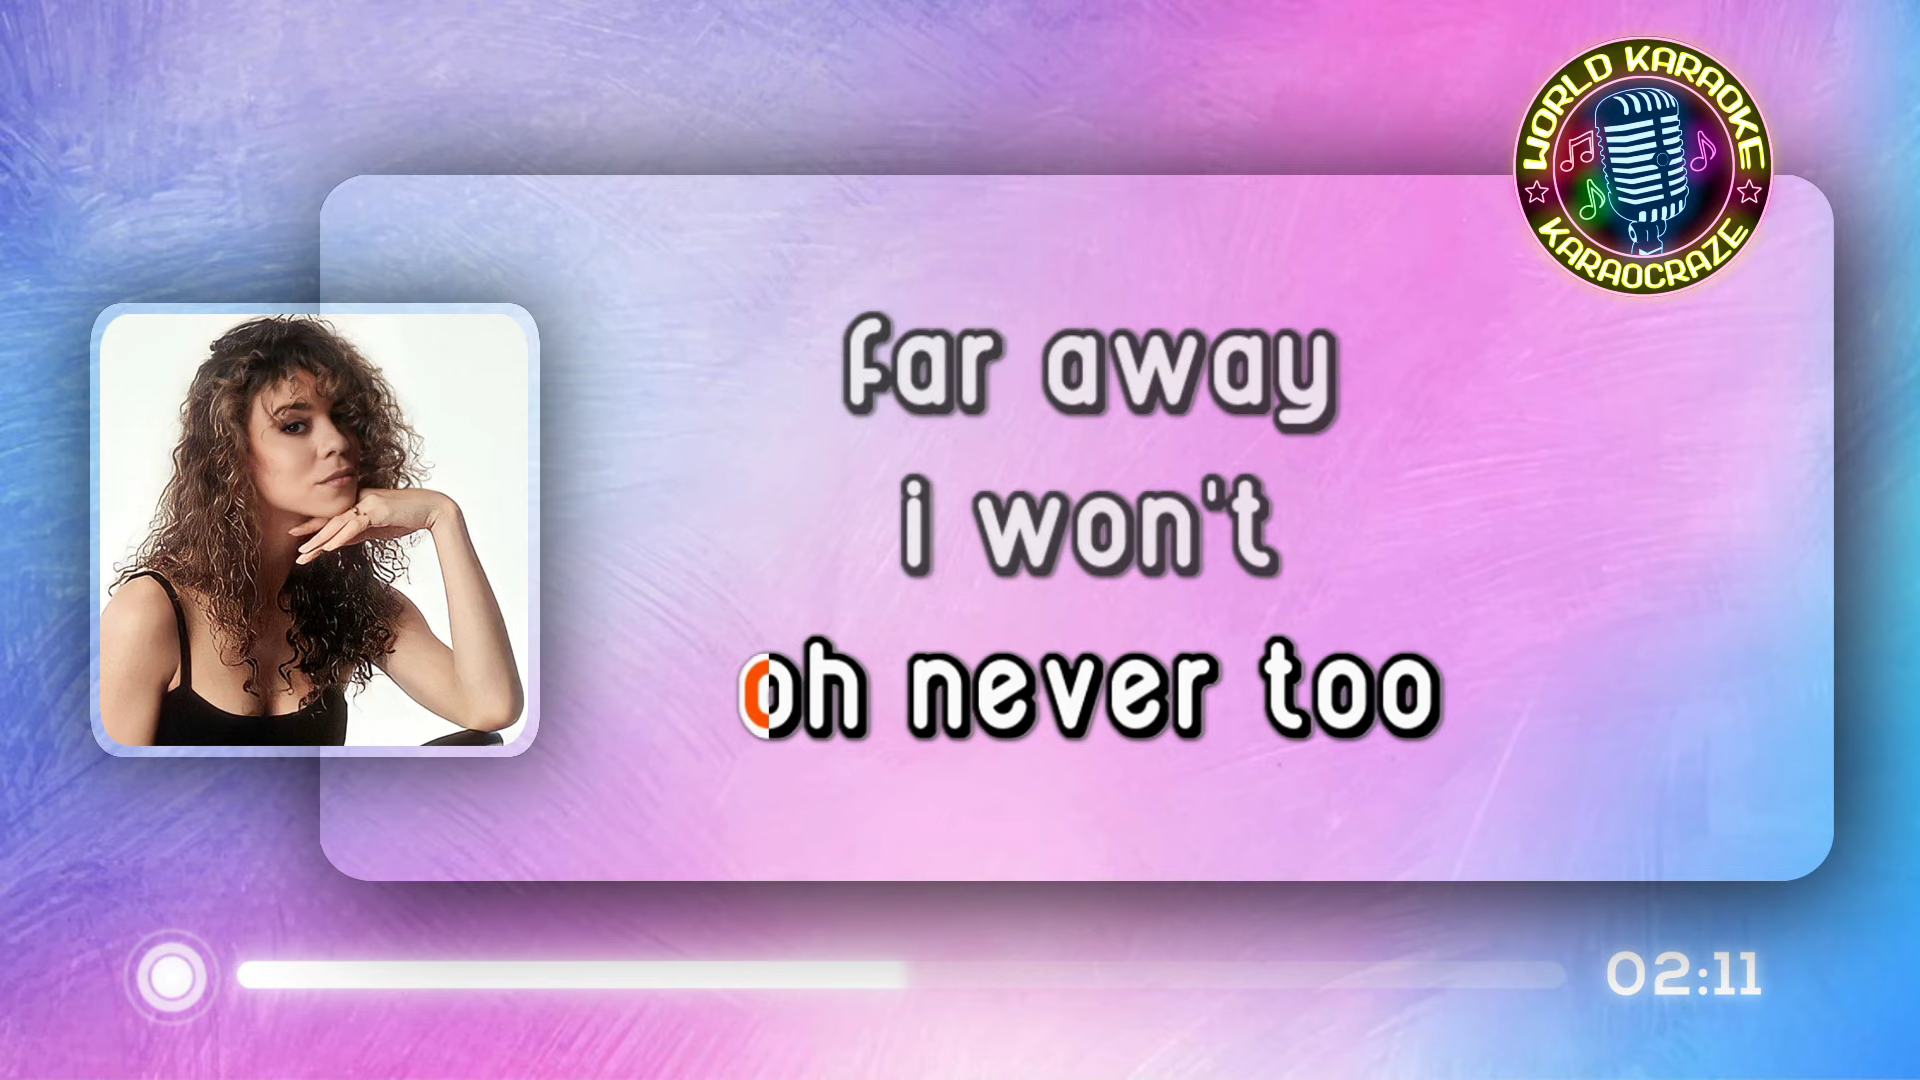 WORLD KARAOKE
KARAOCRAZE
far away
i won't
oh never too
02:11